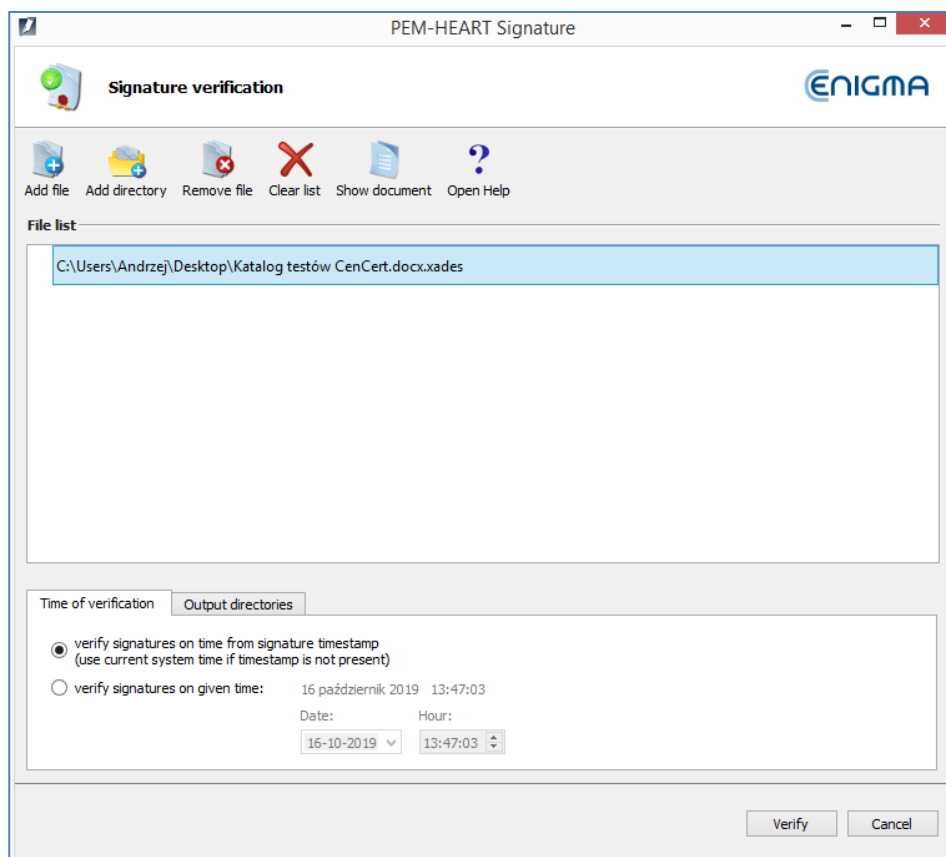 PEM-HEART Signature
Signature verification
ENIGMA
Add file Add directory Remove file Clear list Show document Open Help
File list
C:\Users\Andrzej\Desktop\Katalog testów CenCert.docx.xades
Time of verification Output directories
verify signatures on time from signature timestamp
(use current system time if timestamp is not present)
verify signatures on given time: 16 październik 2019 13:47:03
Date: Hour:
16-10-2019 13:47:03
Verify Cancel